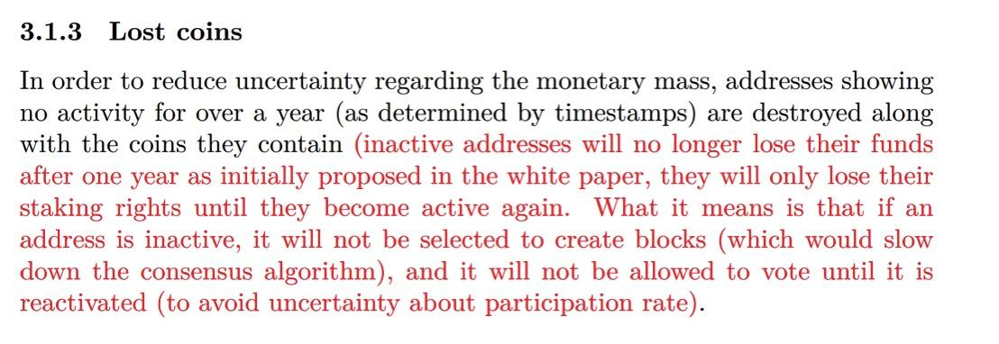 3.1.3 Lost coins
In order to reduce uncertainty regarding the monetary mass, addresses showing
no activity for over a year (as determined by timestamps) are destroyed along
with the coins they contain (inactive addresses will no longer lose their funds
after one year as initially proposed in the white paper, they will only lose their
staking rights until they become active again. What it means is that if an
address is inactive, it will not be selected to create blocks (which would slow
down the consensus algorithm), and it will not be allowed to vote until it is
reactivated (to avoid uncertainty about participation rate).